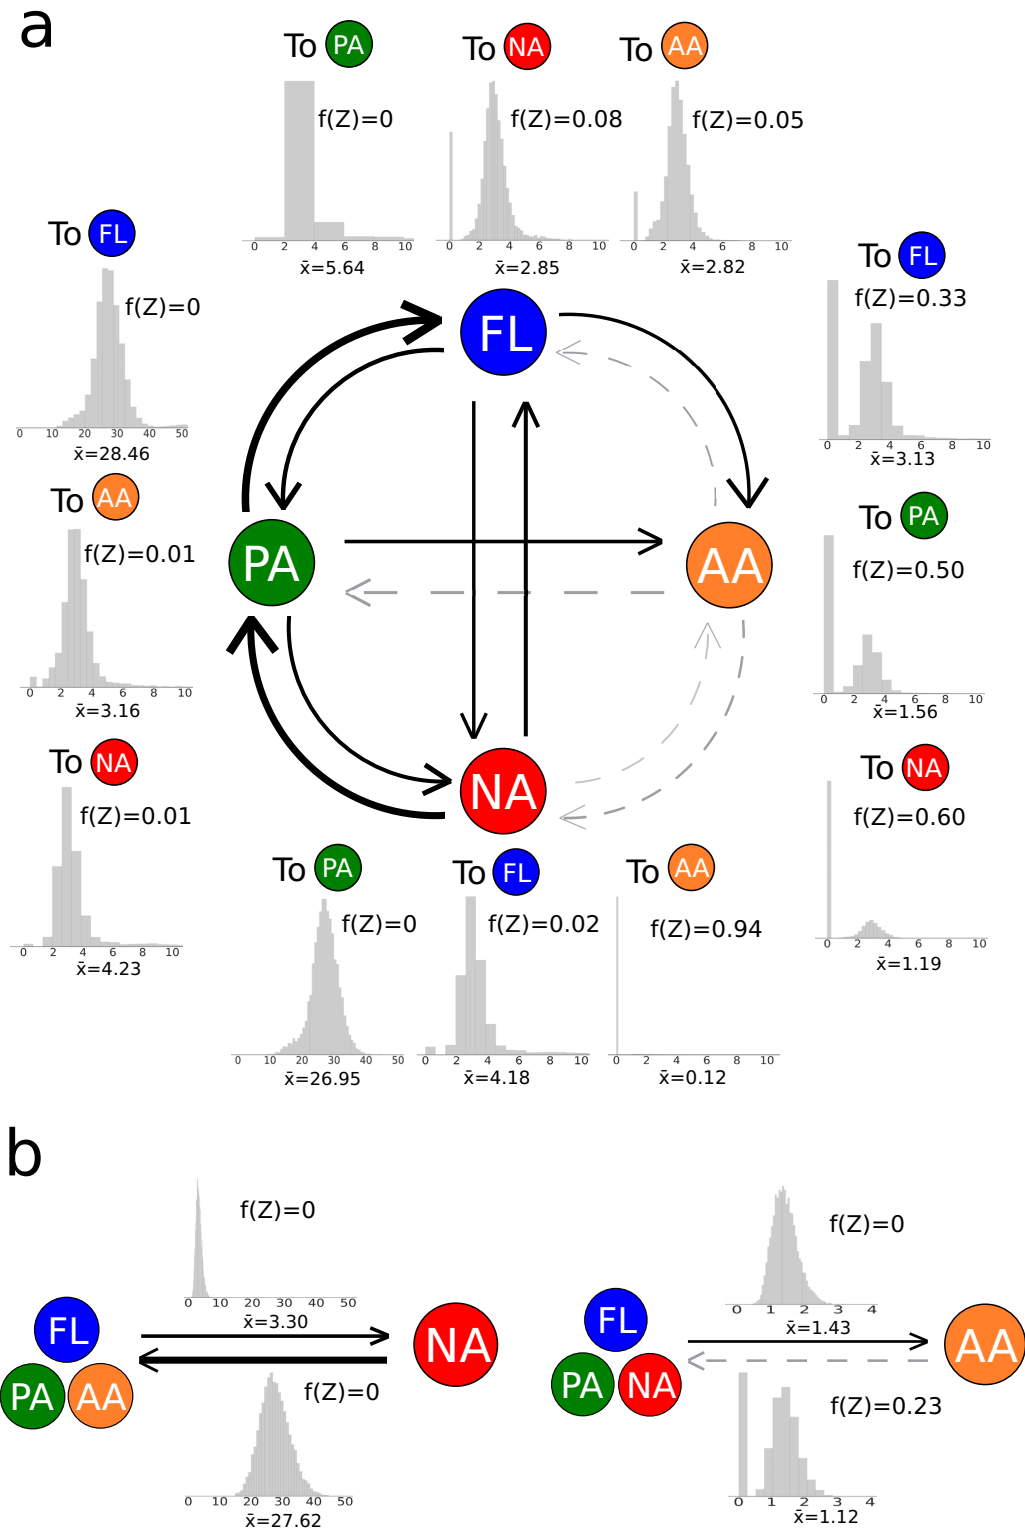 a
To PA
To NA
To AA
f(Z)=0
f(Z)=0.08
f(Z)=0.05
0 2 4 6 8 10
0 2 4 6 8 10
0 2 4 6 8 10
x̄=5.64
x̄=2.85
x̄=2.82
To FL
f(Z)=0
0 10 20 30 40 50
x̄=28.46
To AA
f(Z)=0.01
0 2 4 6 8 10
x̄=3.16
To NA
f(Z)=0.01
0 2 4 6 8 10
x̄=4.23
FL
PA
AA
NA
To FL
f(Z)=0.33
0 2 4 6 8 10
x̄=3.13
To PA
f(Z)=0.50
0 2 4 6 8 10
x̄=1.56
To NA
f(Z)=0.60
0 2 4 6 8 10
x̄=1.19
To PA
To FL
To AA
f(Z)=0
f(Z)=0.02
f(Z)=0.94
0 10 20 30 40 50
0 2 4 6 8 10
0 2 4 6 8 10
x̄=26.95
x̄=4.18
x̄=0.12
b
f(Z)=0
0 10 20 30 40 50
x̄=3.30
FL
PA AA
NA
f(Z)=0
0 10 20 30 40 50
x̄=27.62
f(Z)=0
0 1 2 3 4
x̄=1.43
FL
PA NA
AA
f(Z)=0.23
0 1 2 3 4
x̄=1.12